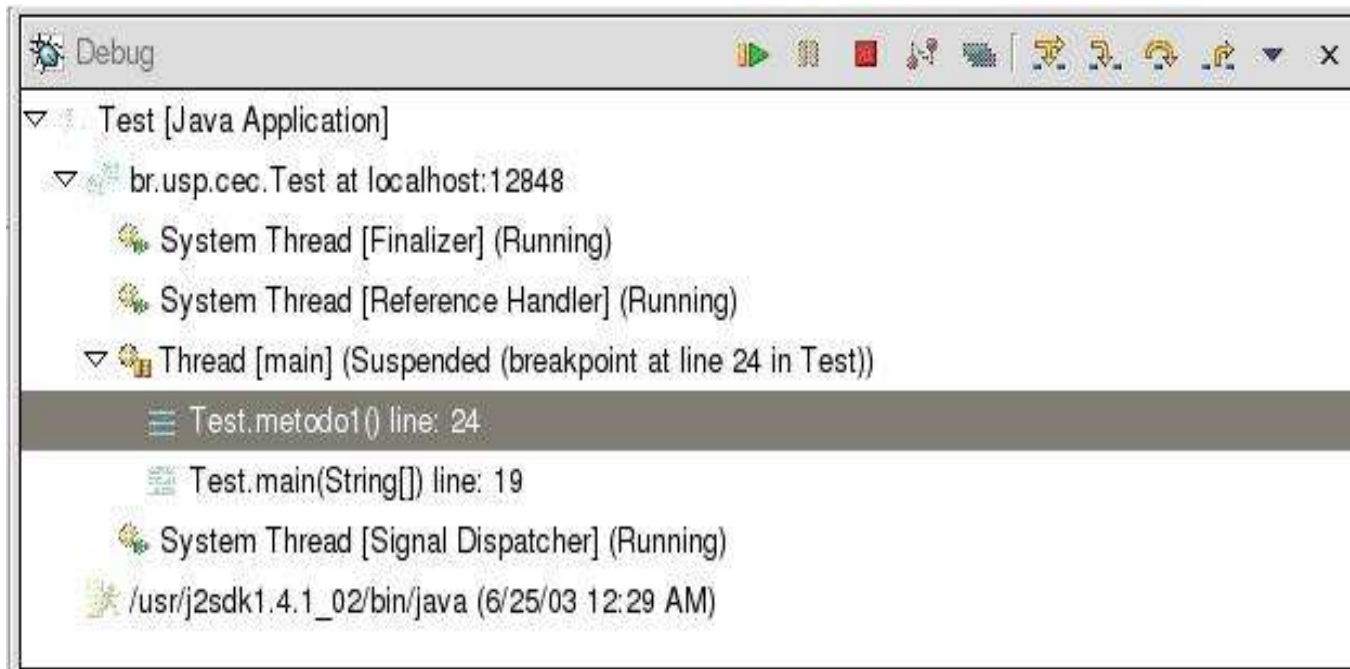 Debug
Test [Java Application]
br.usp.cec.Test at localhost:12848
System Thread [Finalizer] (Running)
System Thread [Reference Handler] (Running)
Thread [main] (Suspended (breakpoint at line 24 in Test))
Test.metodo1() line: 24
Test.main(String[]) line: 19
System Thread [Signal Dispatcher] (Running)
/usr/j2sdk1.4.1_02/bin/java (6/25/03 12:29 AM)